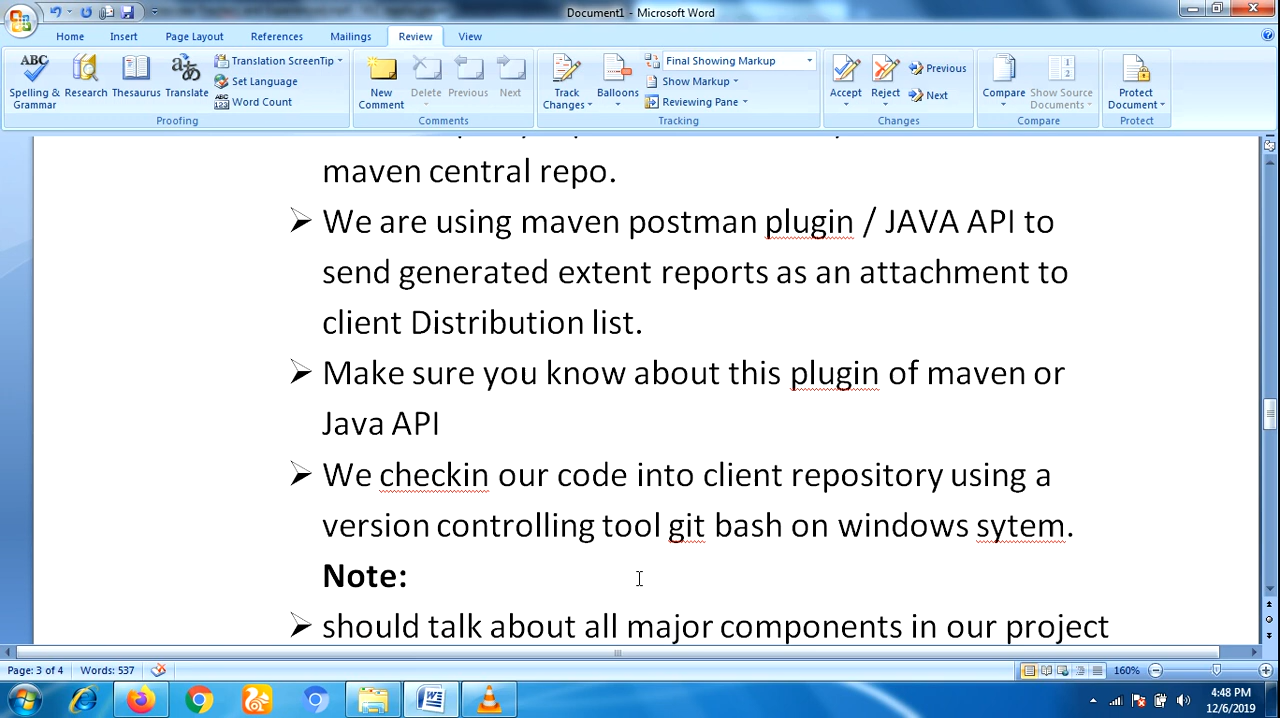 Document1 - Microsoft Word
Home Insert Page Layout References Mailings Review View
ABC Spelling & Grammar Research Thesaurus Translate
Translation ScreenTip
Set Language
Word Count
Proofing
New Comment Delete Previous Next
Comments
Track Changes Balloons
Final Showing Markup
Show Markup
Reviewing Pane
Tracking
Accept Reject Previous
Next
Changes
Compare Show Source Documents
Compare
Protect Document
Protect
maven central repo.
We are using maven postman plugin / JAVA API to
send generated extent reports as an attachment to
client Distribution list.
Make sure you know about this plugin of maven or
Java API
We checkin our code into client repository using a
version controlling tool git bash on windows sytem.
Note:
should talk about all major components in our project
Page: 3 of 4 Words: 537 160%
4:48 PM
12/6/2019